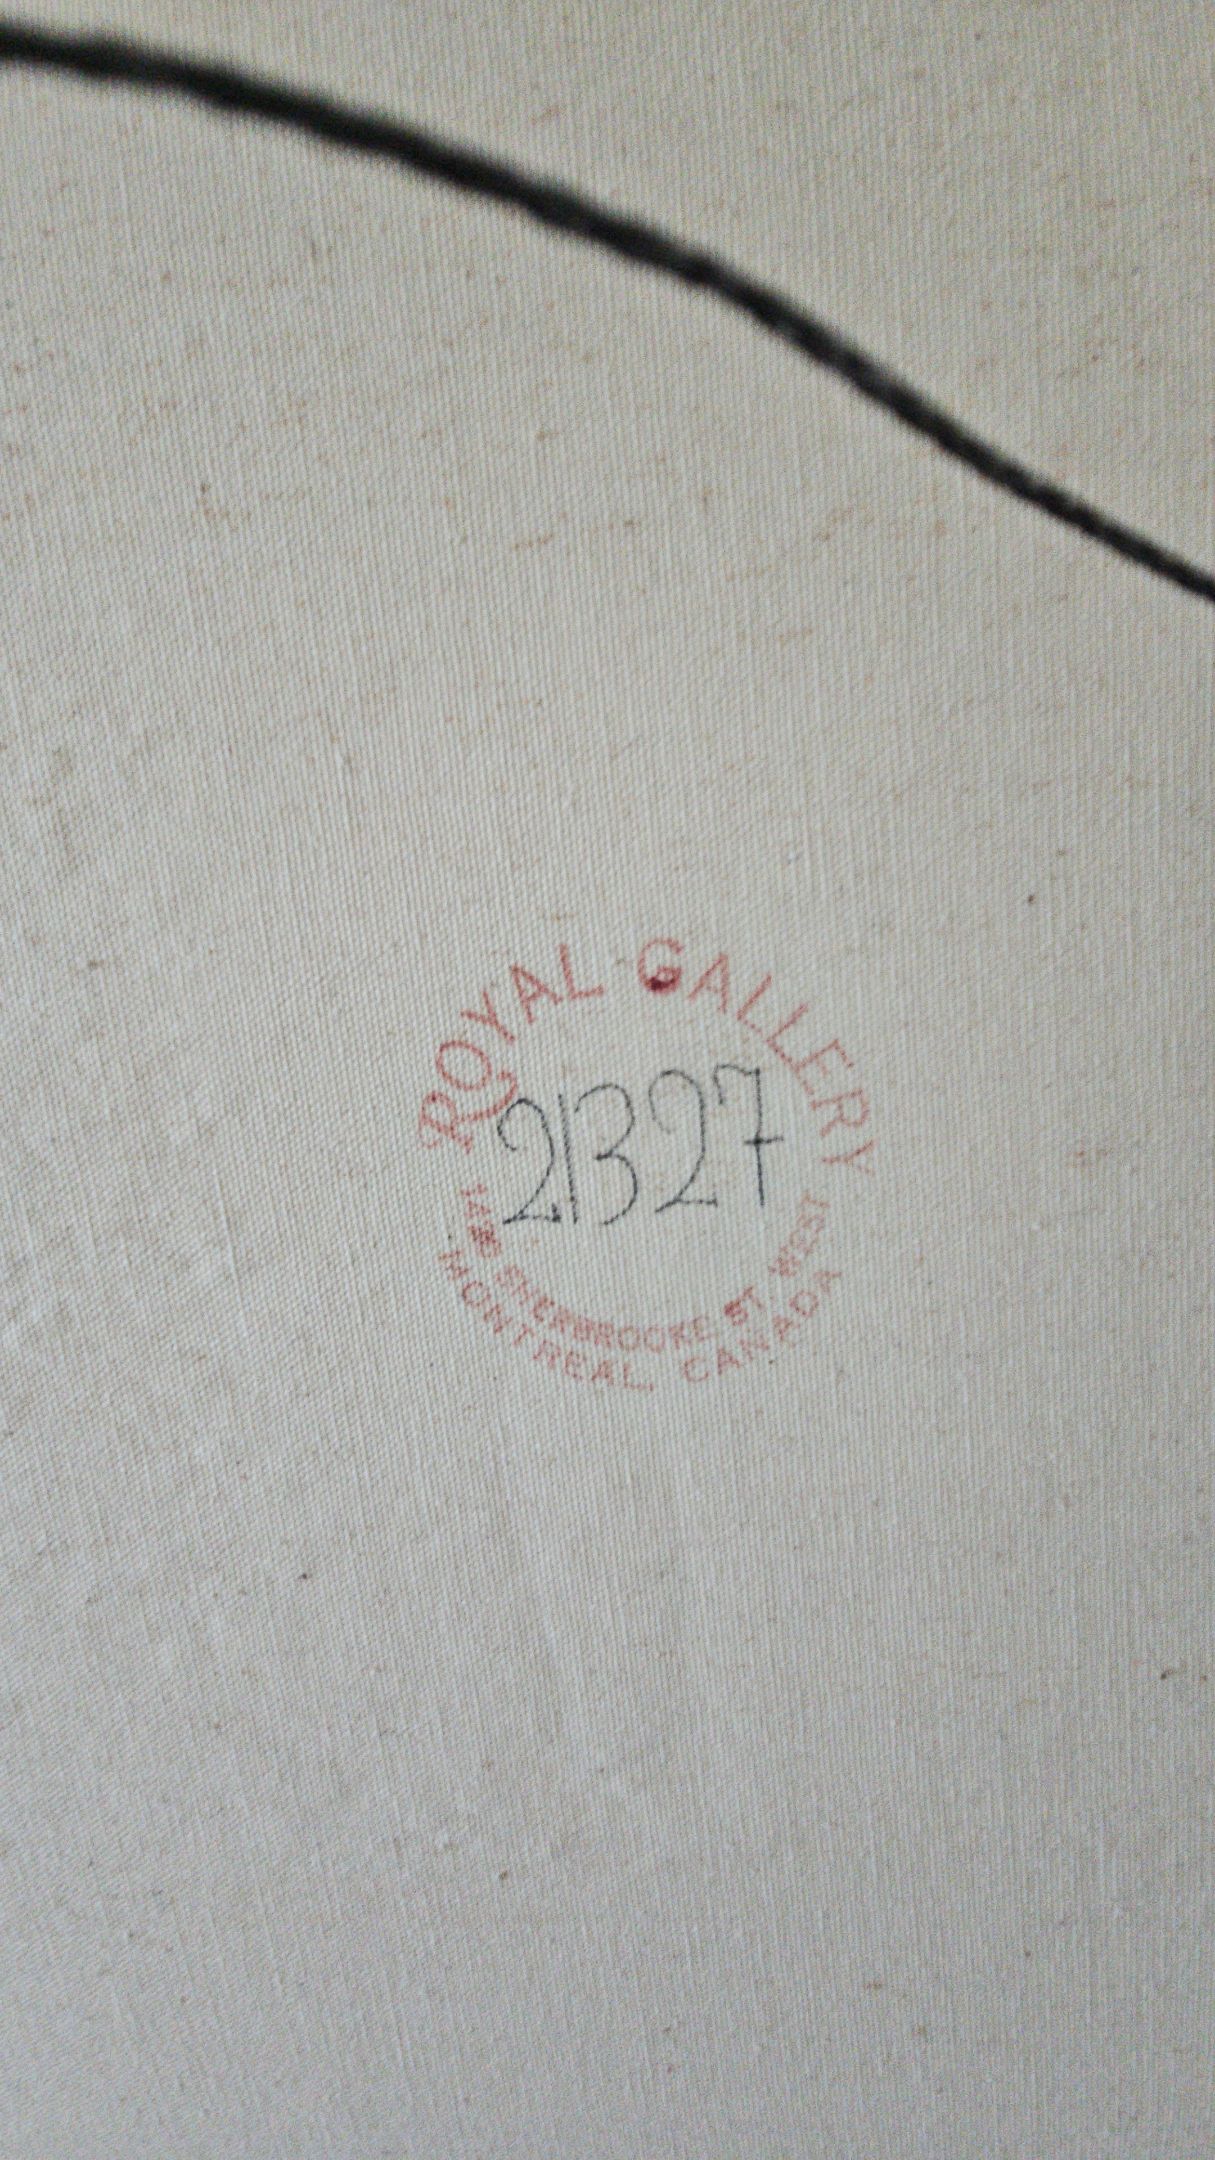 ROYAL GALLERY
21327
SHERBROOKE ST. WEST
MONTREAL, CANADA